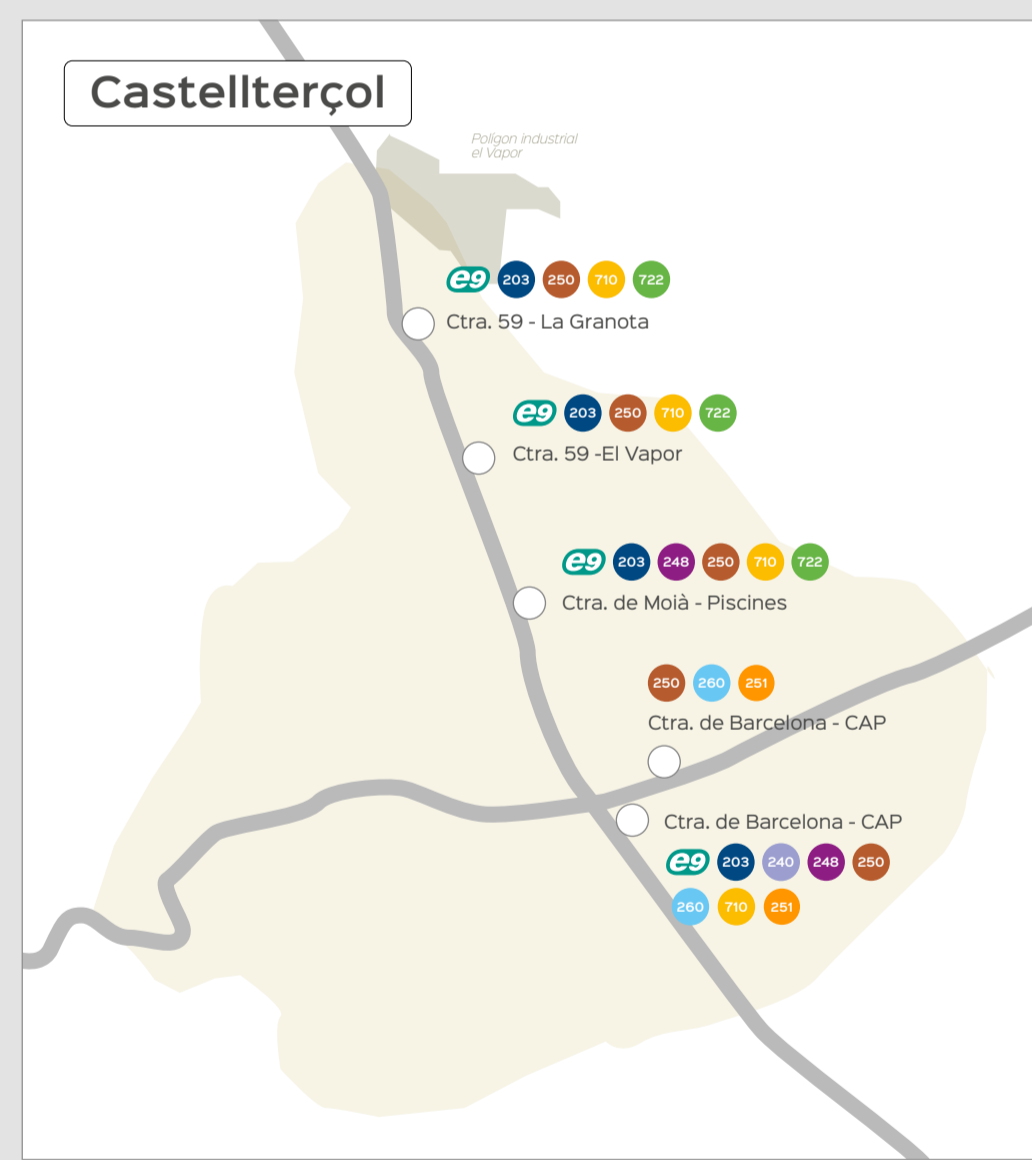 Castellterçol
Polígon industrial
el Vapor
e9 203 250 710 722
Ctra. 59 - La Granota
e9 203 250 710 722
Ctra. 59 -El Vapor
e9 203 248 250 710 722
Ctra. de Moià - Piscines
250 260 251
Ctra. de Barcelona - CAP
Ctra. de Barcelona - CAP
e9 203 240 248 250
260 710 251